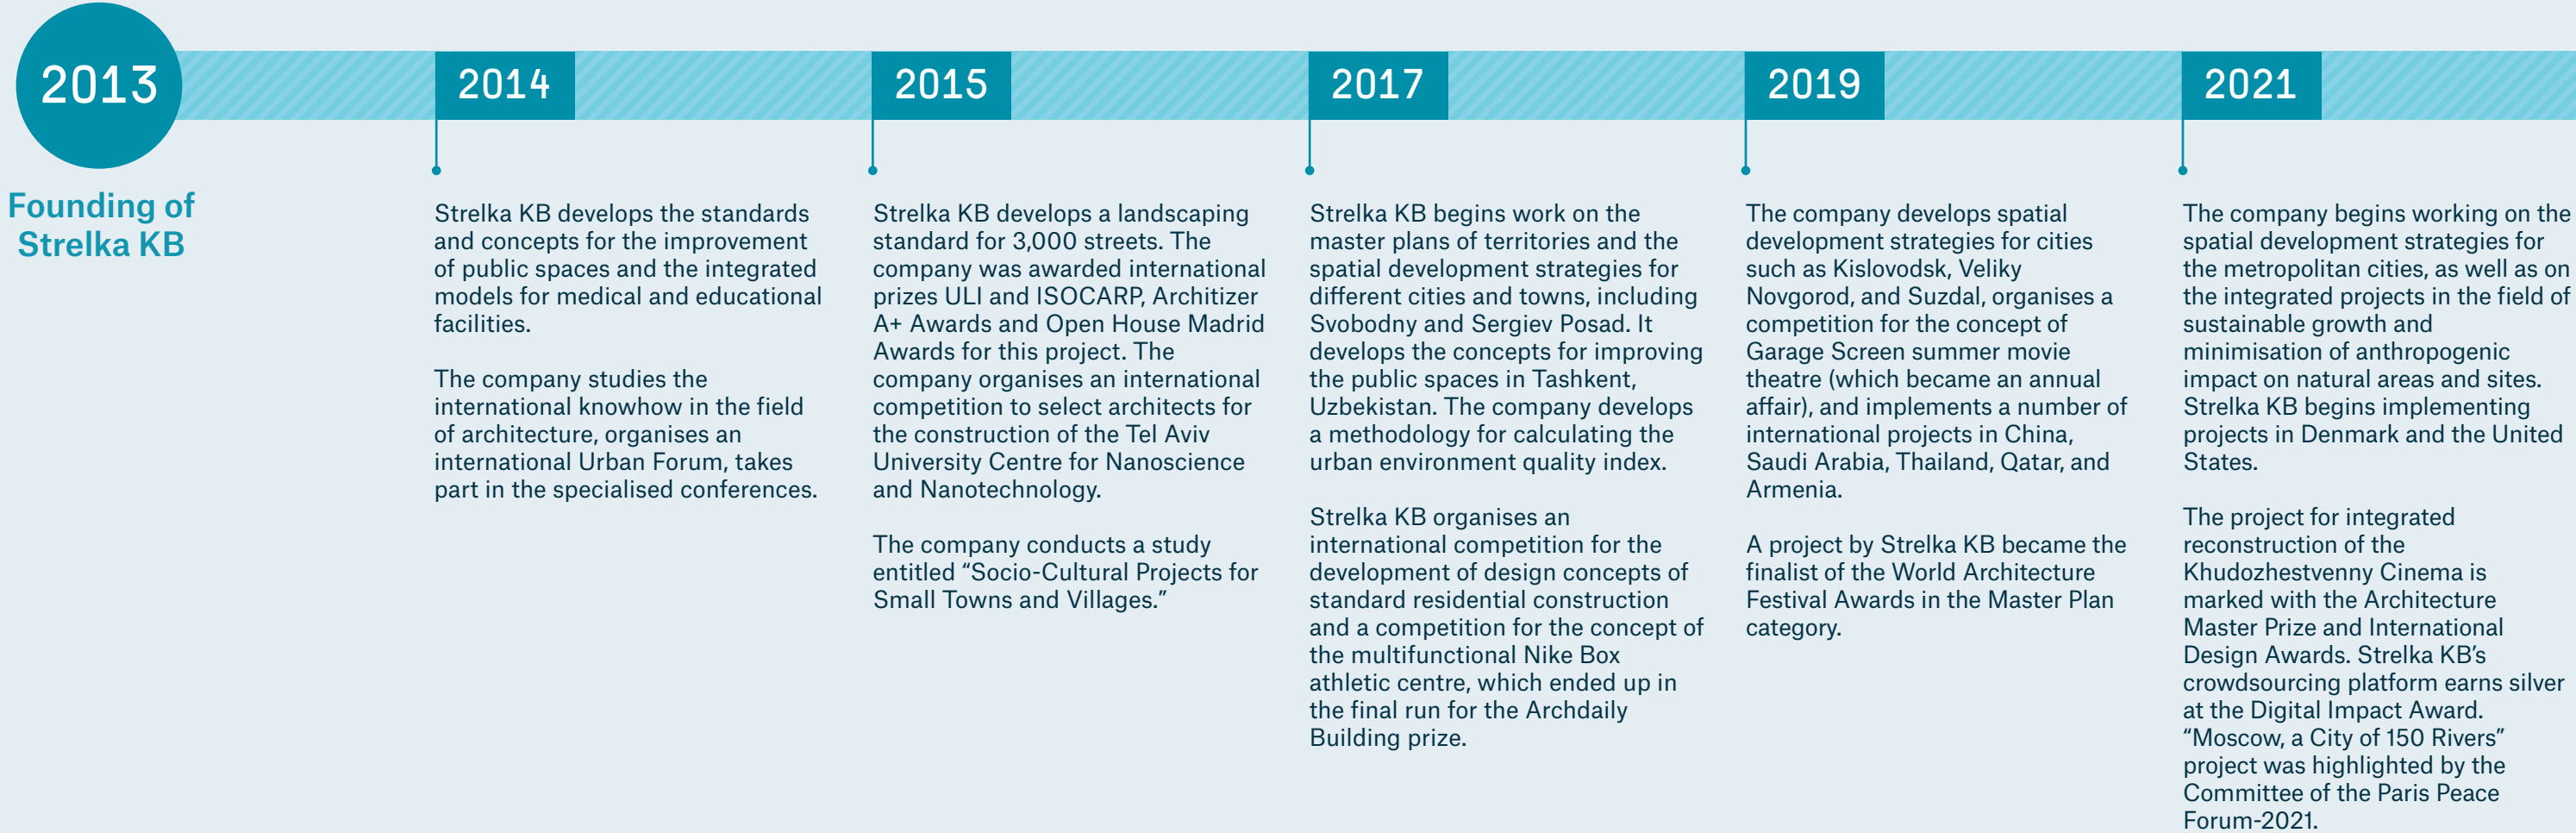 2013
Founding of
Strelka KB
2014
Strelka KB develops the standards
and concepts for the improvement
of public spaces and the integrated
models for medical and educational
facilities.
The company studies the
international knowhow in the field
of architecture, organises an
international Urban Forum, takes
part in the specialised conferences.
2015
Strelka KB develops a landscaping
standard for 3,000 streets. The
company was awarded international
prizes ULI and ISOCARP, Architizer
A+ Awards and Open House Madrid
Awards for this project. The
company organises an international
competition to select architects for
the construction of the Tel Aviv
University Centre for Nanoscience
and Nanotechnology.
The company conducts a study
entitled “Socio-Cultural Projects for
Small Towns and Villages.”
2017
Strelka KB begins work on the
master plans of territories and the
spatial development strategies for
different cities and towns, including
Svobodny and Sergiev Posad. It
develops the concepts for improving
the public spaces in Tashkent,
Uzbekistan. The company develops
a methodology for calculating the
urban environment quality index.
Strelka KB organises an
international competition for the
development of design concepts of
standard residential construction
and a competition for the concept of
the multifunctional Nike Box
athletic centre, which ended up in
the final run for the Archdaily
Building prize.
2019
The company develops spatial
development strategies for cities
such as Kislovodsk, Veliky
Novgorod, and Suzdal, organises a
competition for the concept of
Garage Screen summer movie
theatre (which became an annual
affair), and implements a number of
international projects in China,
Saudi Arabia, Thailand, Qatar, and
Armenia.
A project by Strelka KB became the
finalist of the World Architecture
Festival Awards in the Master Plan
category.
2021
The company begins working on the
spatial development strategies for
the metropolitan cities, as well as on
the integrated projects in the field of
sustainable growth and
minimisation of anthropogenic
impact on natural areas and sites.
Strelka KB begins implementing
projects in Denmark and the United
States.
The project for integrated
reconstruction of the
Khudozhestvenny Cinema is
marked with the Architecture
Master Prize and International
Design Awards. Strelka KB’s
crowdsourcing platform earns silver
at the Digital Impact Award.
“Moscow, a City of 150 Rivers”
project was highlighted by the
Committee of the Paris Peace
Forum-2021.